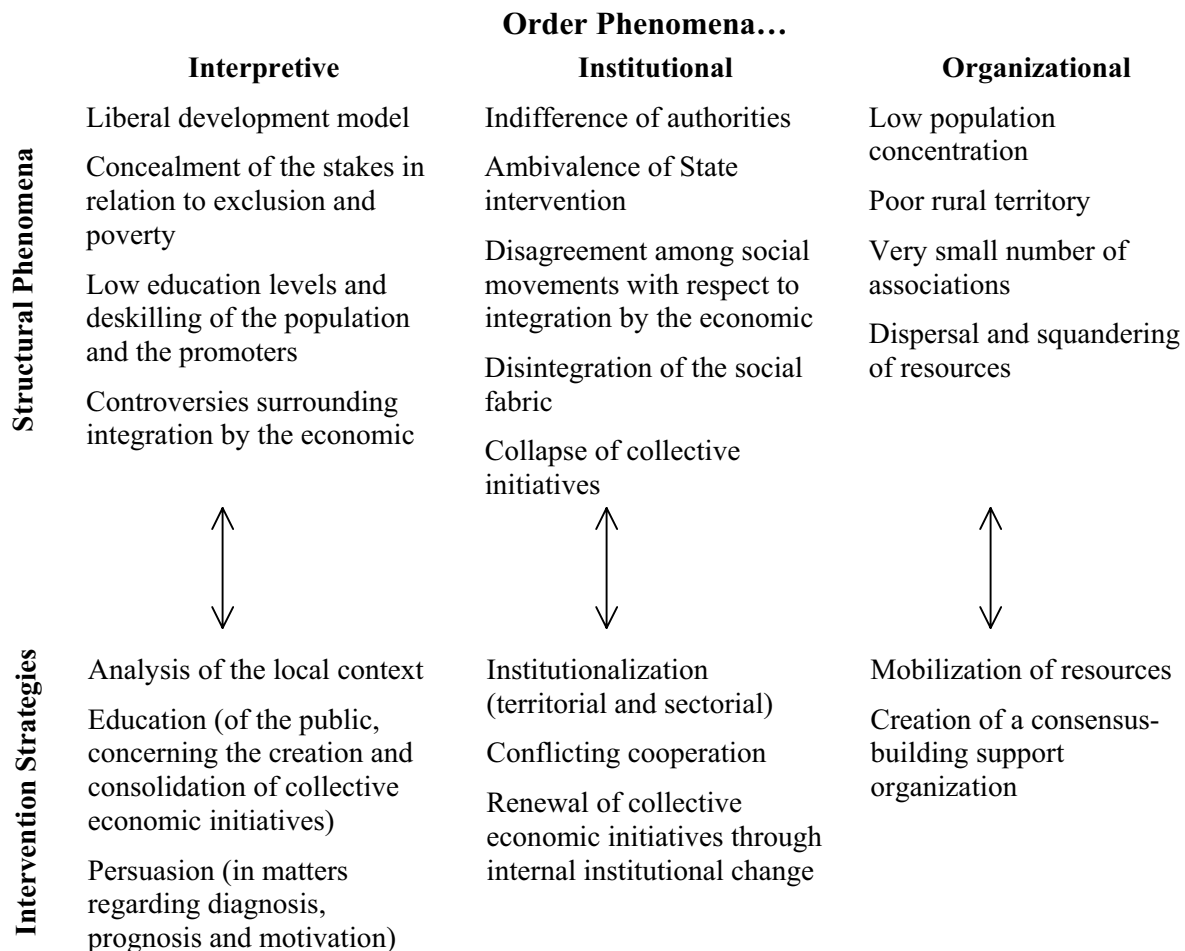 Order Phenomena…
Interpretive
Institutional
Organizational
Structural Phenomena
Liberal development model
Concealment of the stakes in
relation to exclusion and
poverty
Low education levels and
deskilling of the population
and the promoters
Controversies surrounding
integration by the economic
Indifference of authorities
Ambivalence of State
intervention
Disagreement among social
movements with respect to
integration by the economic
Disintegration of the social
fabric
Collapse of collective
initiatives
Low population
concentration
Poor rural territory
Very small number of
associations
Dispersal and squandering
of resources
Intervention Strategies
Analysis of the local context
Education (of the public,
concerning the creation and
consolidation of collective
economic initiatives)
Persuasion (in matters
regarding diagnosis,
prognosis and motivation)
Institutionalization
(territorial and sectorial)
Conflicting cooperation
Renewal of collective
economic initiatives through
internal institutional change
Mobilization of resources
Creation of a consensus-
building support
organization